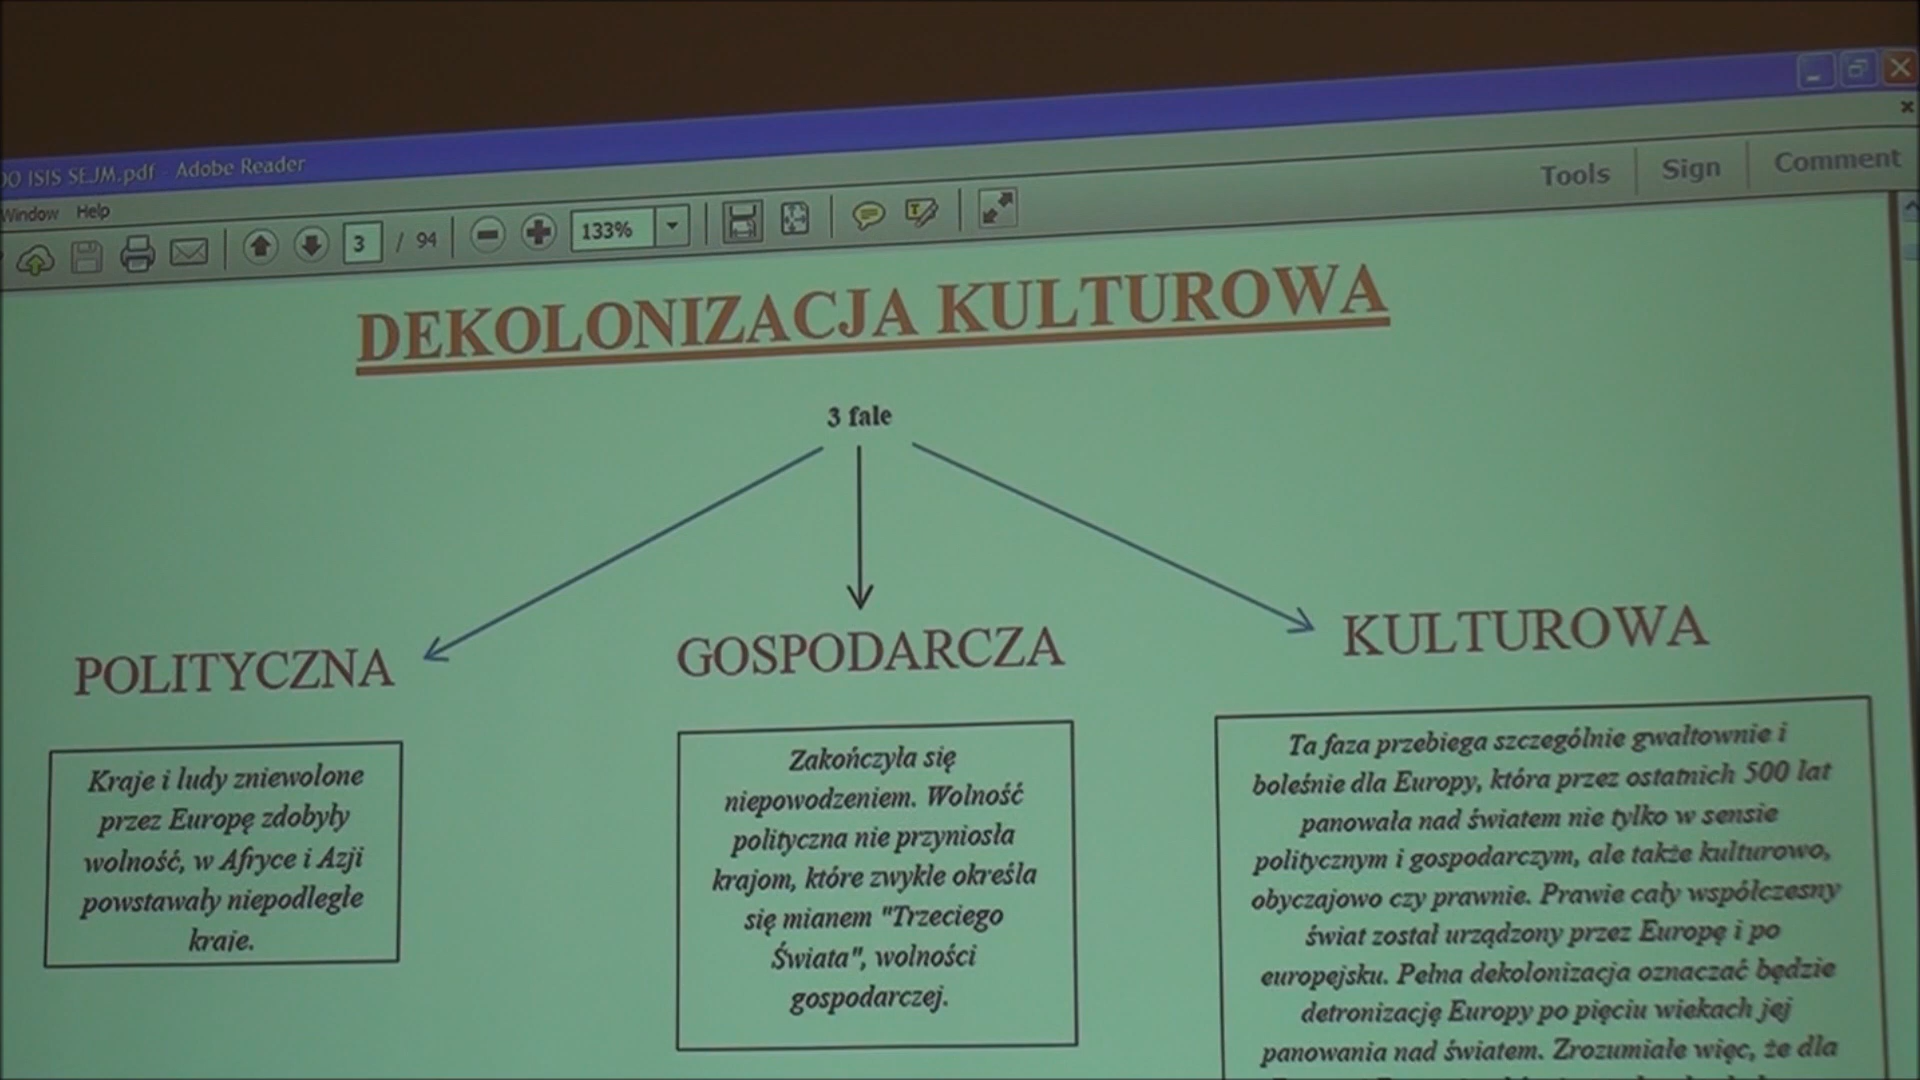 DO ISIS SEJM.pdf - Adobe Reader
Window Help
Tools Sign Comment
3 / 94 133%
DEKOLONIZACJA KULTUROWA
3 fale
POLITYCZNA
Kraje i ludy zniewolone
przez Europę zdobyły
wolność, w Afryce i Azji
powstawały niepodległe
kraje.
GOSPODARCZA
Zakończyła się
niepowodzeniem. Wolność
polityczna nie przyniosła
krajom, które zwykle określa
się mianem "Trzeciego
Świata", wolności
gospodarczej.
KULTUROWA
Ta faza przebiega szczególnie gwałtownie i
boleśnie dla Europy, która przez ostatnich 500 lat
panowała nad światem nie tylko w sensie
politycznym i gospodarczym, ale także kulturowo,
obyczajowo czy prawnie. Prawie cały współczesny
świat został urządzony przez Europę i po
europejsku. Pełna dekolonizacja oznaczać będzie
detronizację Europy po pięciu wiekach jej
panowania nad światem. Zrozumiałe więc, że dla